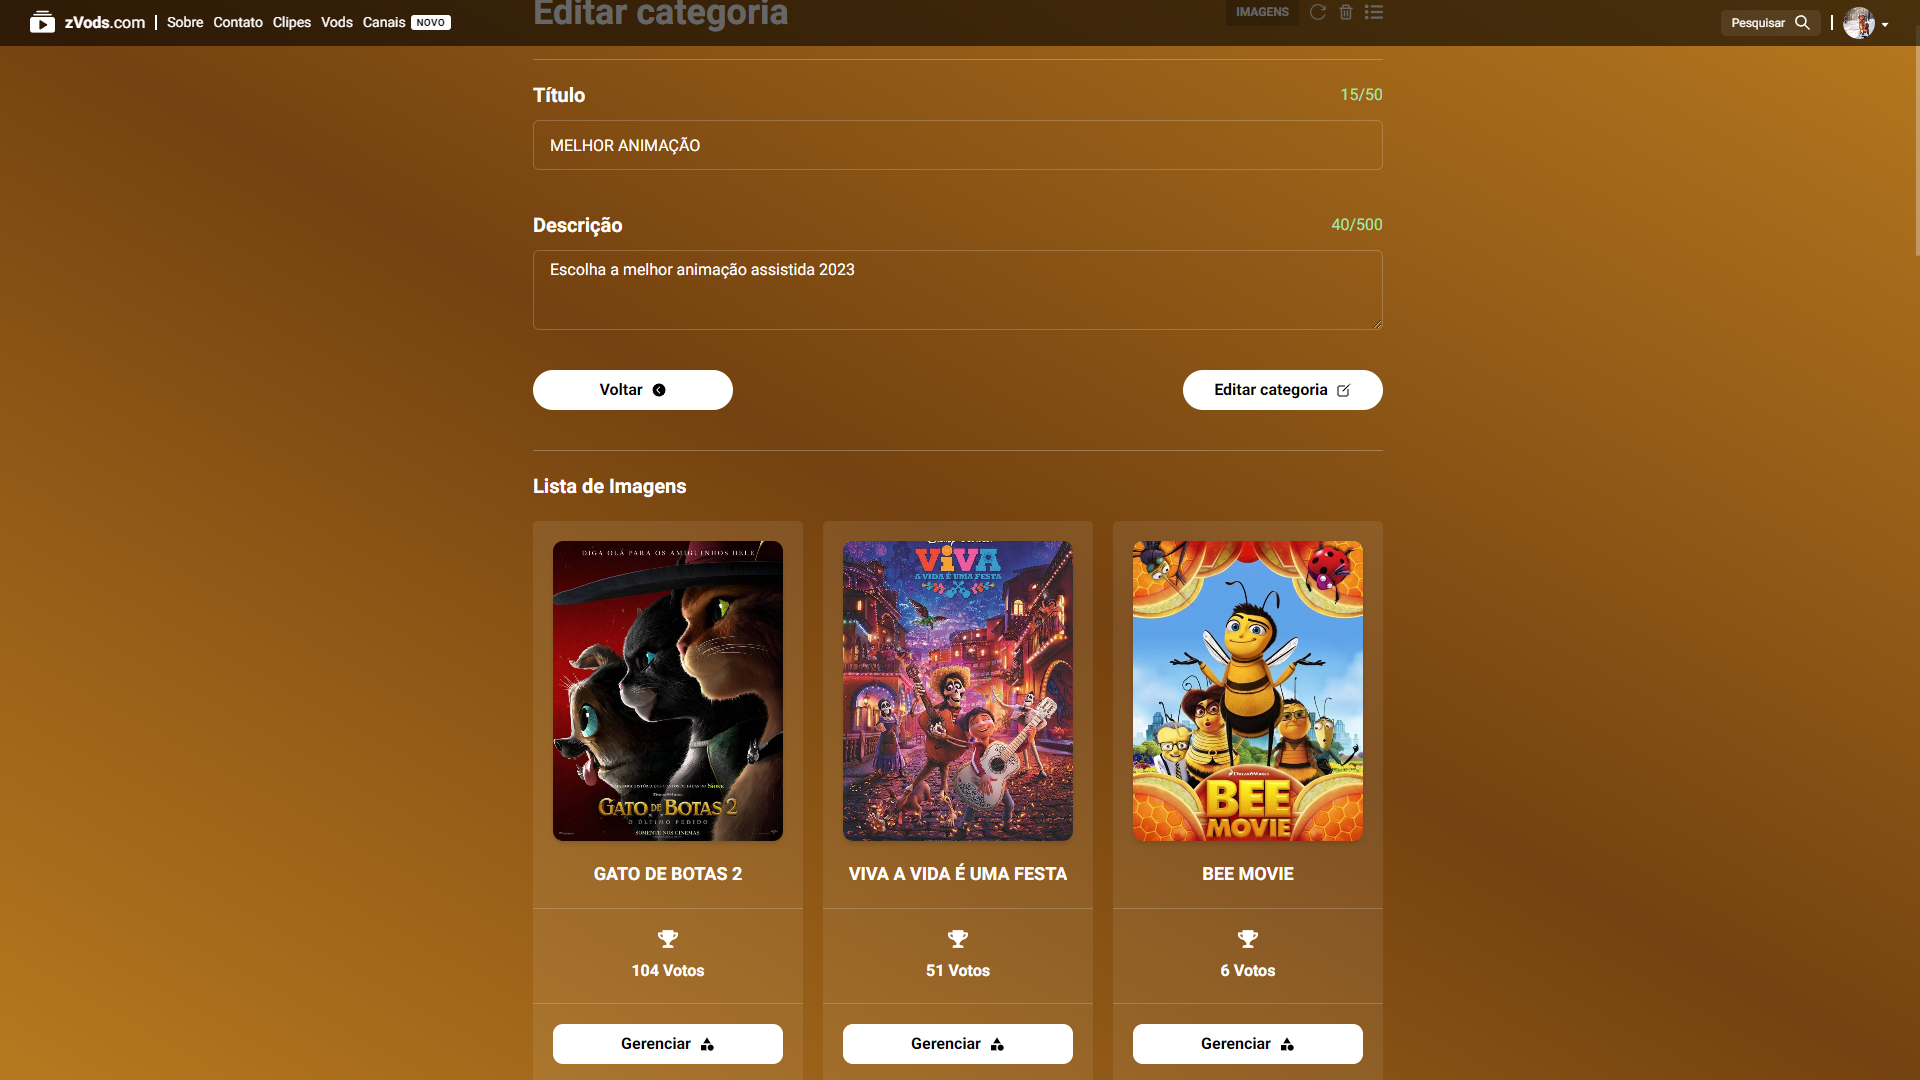 zVods.com
Sobre Contato Clipes Vods Canais NOVO
Pesquisar
Editar categoria
IMAGENS
Título
15/50
MELHOR ANIMAÇÃO
Descrição
40/500
Escolha a melhor animação assistida 2023
Voltar
Editar categoria
Lista de Imagens
DIGA OLÁ PARA OS AMIGUINHOS DELE
GATO DE BOTAS 2
O ÚLTIMO PEDIDO
SOMENTE NOS CINEMAS
VIVA
A VIDA É UMA FESTA
DREAMWORKS
BEE
MOVIE
GATO DE BOTAS 2
VIVA A VIDA É UMA FESTA
BEE MOVIE
104 Votos
51 Votos
6 Votos
Gerenciar
Gerenciar
Gerenciar